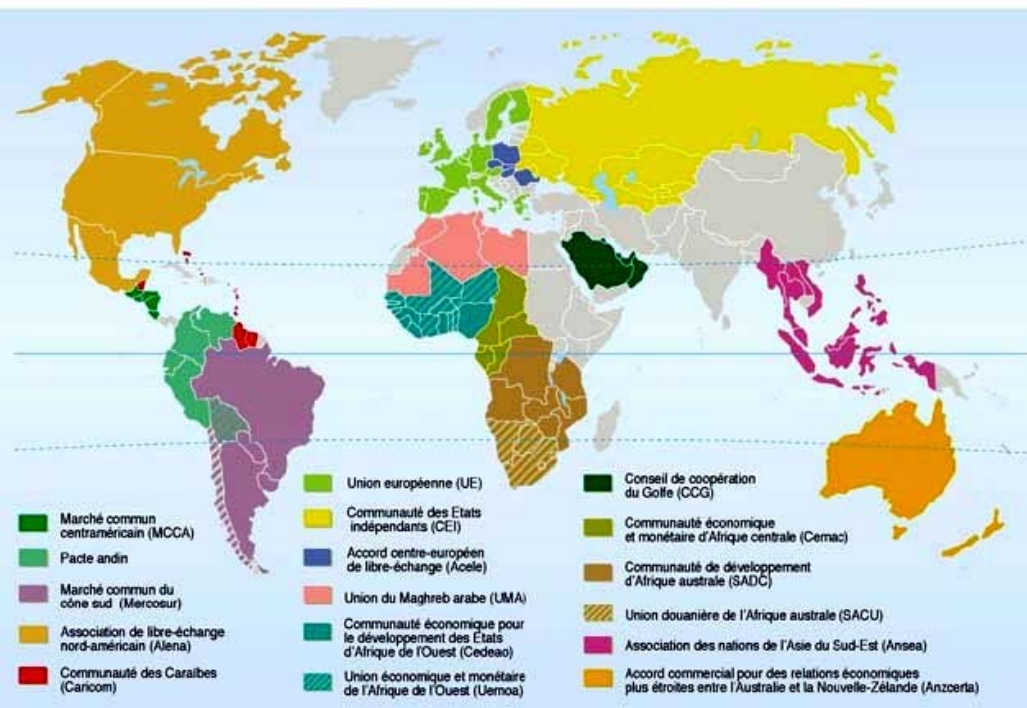 Marché commun
centraméricain (MCCA)
Pacte andin
Marché commun du
cône sud (Mercosur)
Association de libre-échange
nord-américain (Alena)
Communauté des Caraïbes
(Caricom)
Union européenne (UE)
Communauté des Etats
indépendants (CEI)
Accord centre-européen
de libre-échange (Acele)
Union du Maghreb arabe (UMA)
Communauté économique pour
le développement des Etats
d'Afrique de l'Ouest (Cedeao)
Union économique et monétaire
de l'Afrique de l'Ouest (Uemoa)
Conseil de coopération
du Golfe (CCG)
Communauté économique
et monétaire d'Afrique centrale (Cemac)
Communauté de développement
d'Afrique australe (SADC)
Union douanière de l'Afrique australe (SACU)
Association des nations de l'Asie du Sud-Est (Ansea)
Accord commercial pour des relations économiques
plus étroites entre l'Australie et la Nouvelle-Zélande (Anzcerta)